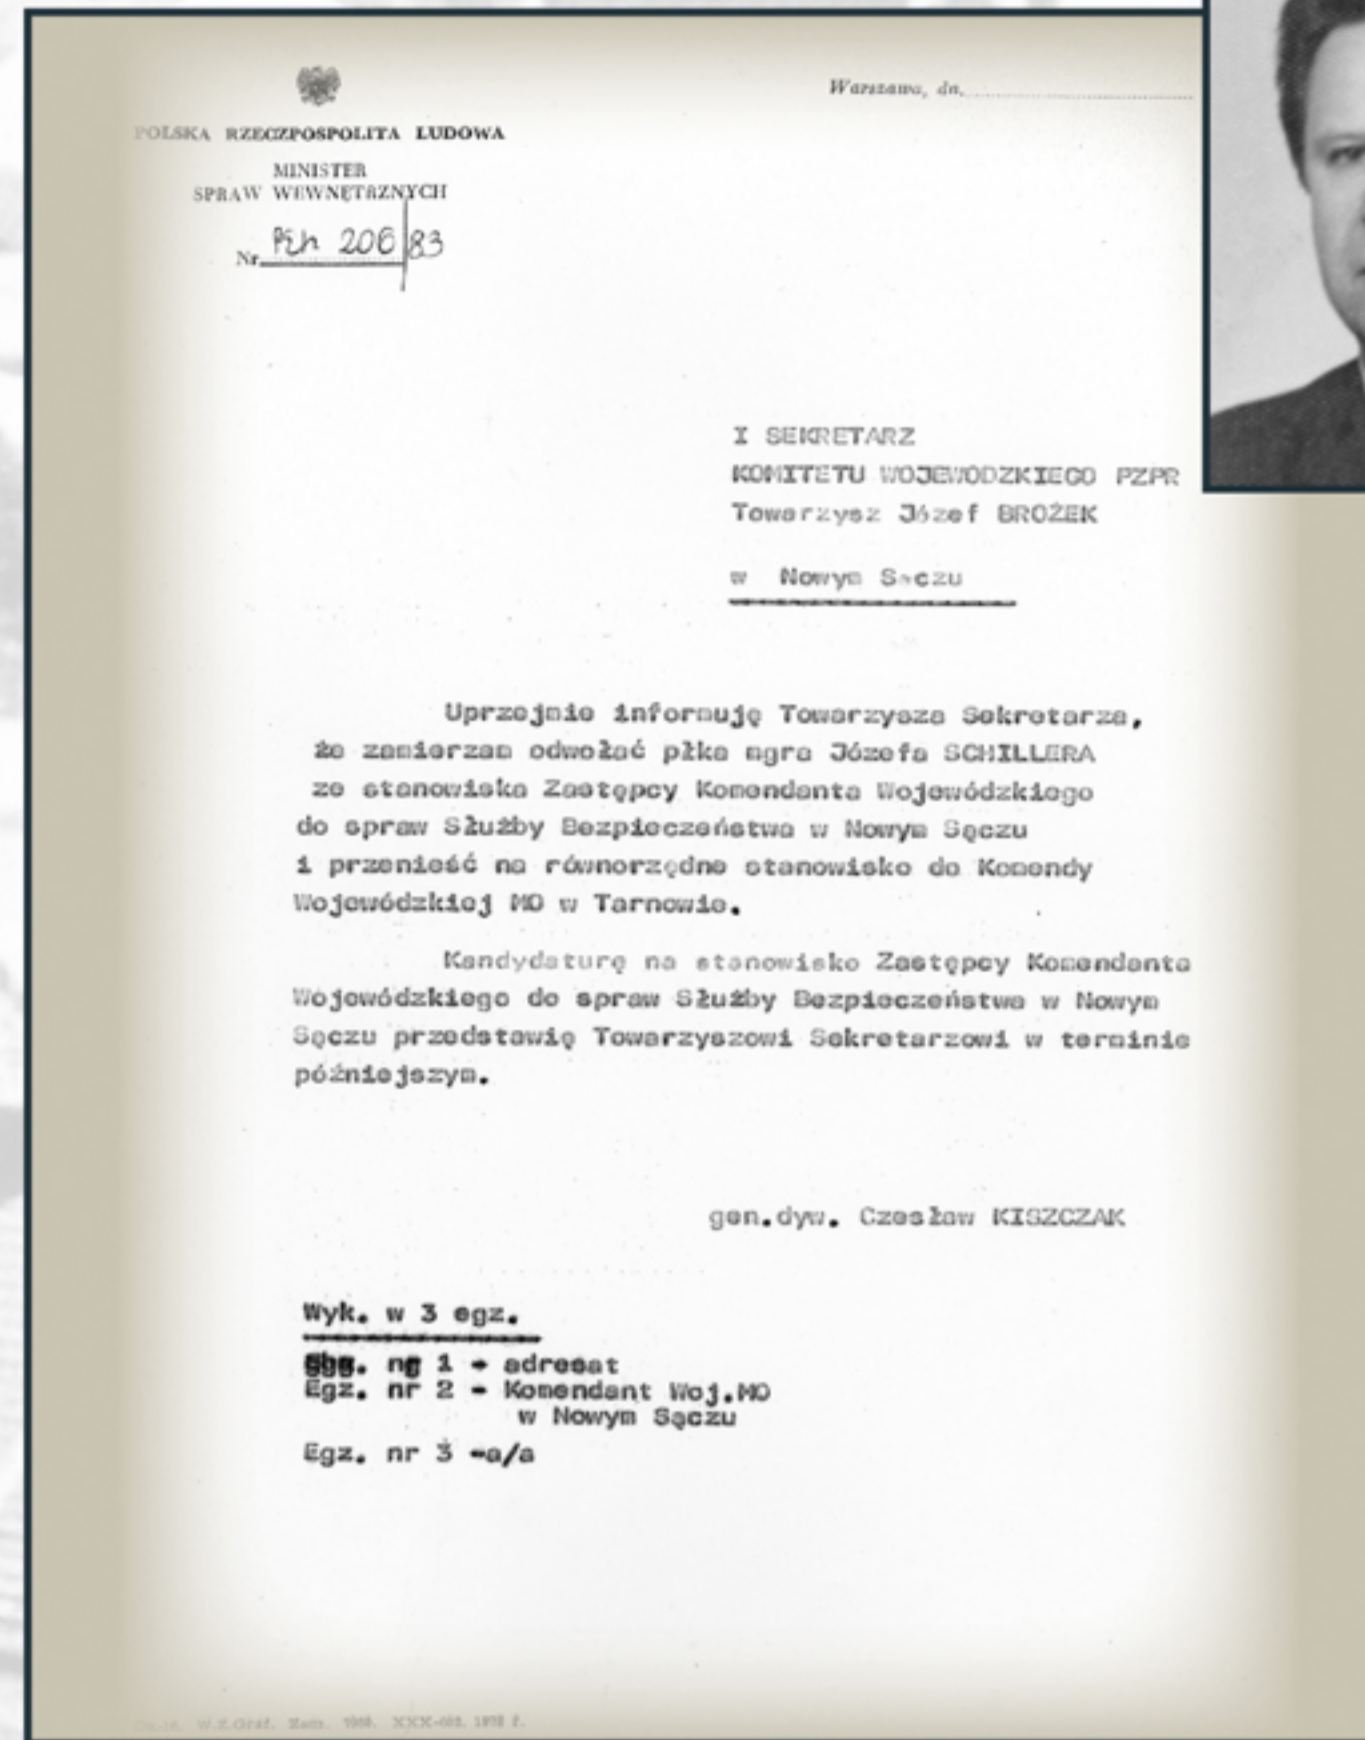 Warszawa, dn.
POLSKA RZECZPOSPOLITA LUDOWA
MINISTER
SPRAW WEWNĘTRZNYCH
Nr 206/83
I SEKRETARZ
KOMITETU WOJEWODZKIEGO PZPR
Towarzysz Józef BROŻEK
w Nowym Sączu
Uprzejmie informuję Towarzysza Sekretarza,
że zamierzam odwołać płka mgra Józefa SCHILLERA
ze stanowiska Zastępcy Komendanta Wojewódzkiego
do spraw Służby Bezpieczeństwa w Nowym Sączu
i przenieść na równorzędne stanowisko do Komendy
Wojewódzkiej MO w Tarnowie.
Kandydaturę na stanowisko Zastępcy Komendanta
Wojewódzkiego do spraw Służby Bezpieczeństwa w Nowym
Sączu przedstawię Towarzyszowi Sekretarzowi w terminie
późniejszym.
gen.dyw. Czesław KISZCZAK
Wyk. w 3 egz.
1 - adresat
Egz. nr 2 - Komendant Woj.MO
w Nowym Sączu
Egz. nr 3 -a/a